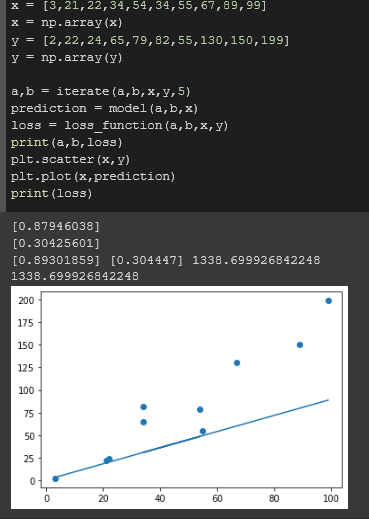 x = [3,21,22,34,54,34,55,67,89,99]
x = np.array(x)
y = [2,22,24,65,79,82,55,130,150,199]
y = np.array(y)
a,b = iterate(a,b,x,y,5)
prediction = model(a,b,x)
loss = loss_function(a,b,x,y)
print(a,b,loss)
plt.scatter(x,y)
plt.plot(x,prediction)
print(loss)
[0.87946038]
[0.30425601]
[0.89301859] [0.304447] 1338.699926842248
1338.699926842248
200
175
150
125
100
75
50
25
0
0 20 40 60 80 100